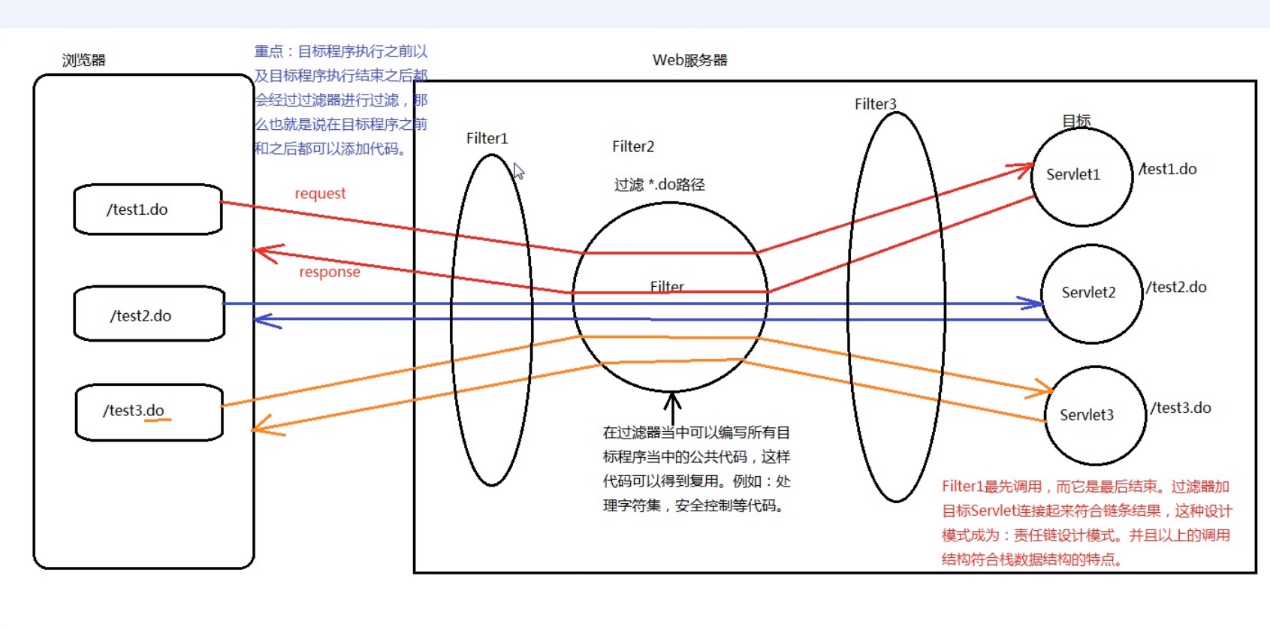 浏览器
重点：目标程序执行之前以
及目标程序执行结束之后都
会经过过滤器进行过滤，那
么也就是说在目标程序之前
和之后都可以添加代码。
Web服务器
Filter1
Filter2
过滤 *.do路径
Filter3
目标
/test1.do
request
response
Filter
Servlet1
/test1.do
/test2.do
Servlet2
/test2.do
/test3.do
Servlet3
/test3.do
在过滤器当中可以编写所有目
标程序当中的公共代码，这样
代码可以得到复用。例如：处
理字符集，安全控制等代码。
Filter1最先调用，而它是最后结束。过滤器加
目标Servlet连接起来符合链条结果，这种设计
模式成为：责任链设计模式。并且以上的调用
结构符合栈数据结构的特点。